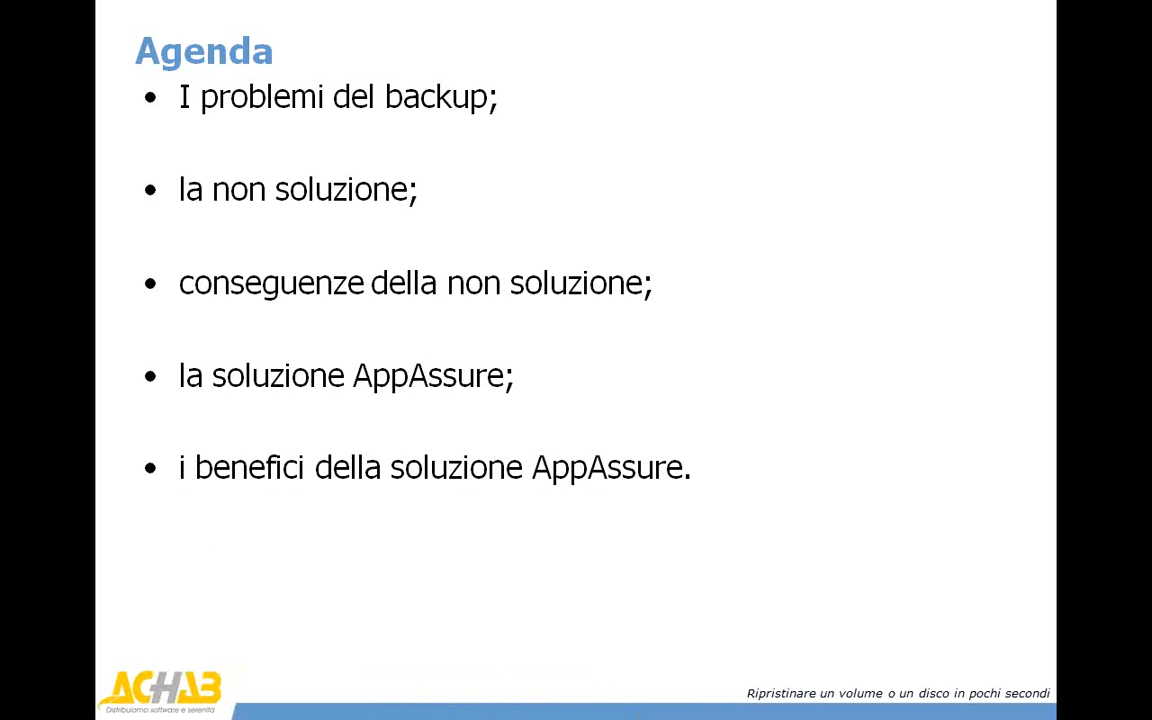 Agenda
• I problemi del backup;
• la non soluzione;
• conseguenze della non soluzione;
• la soluzione AppAssure;
• i benefici della soluzione AppAssure.
ACHAB
Distribuiamo software e serenità
Ripristinare un volume o un disco in pochi secondi